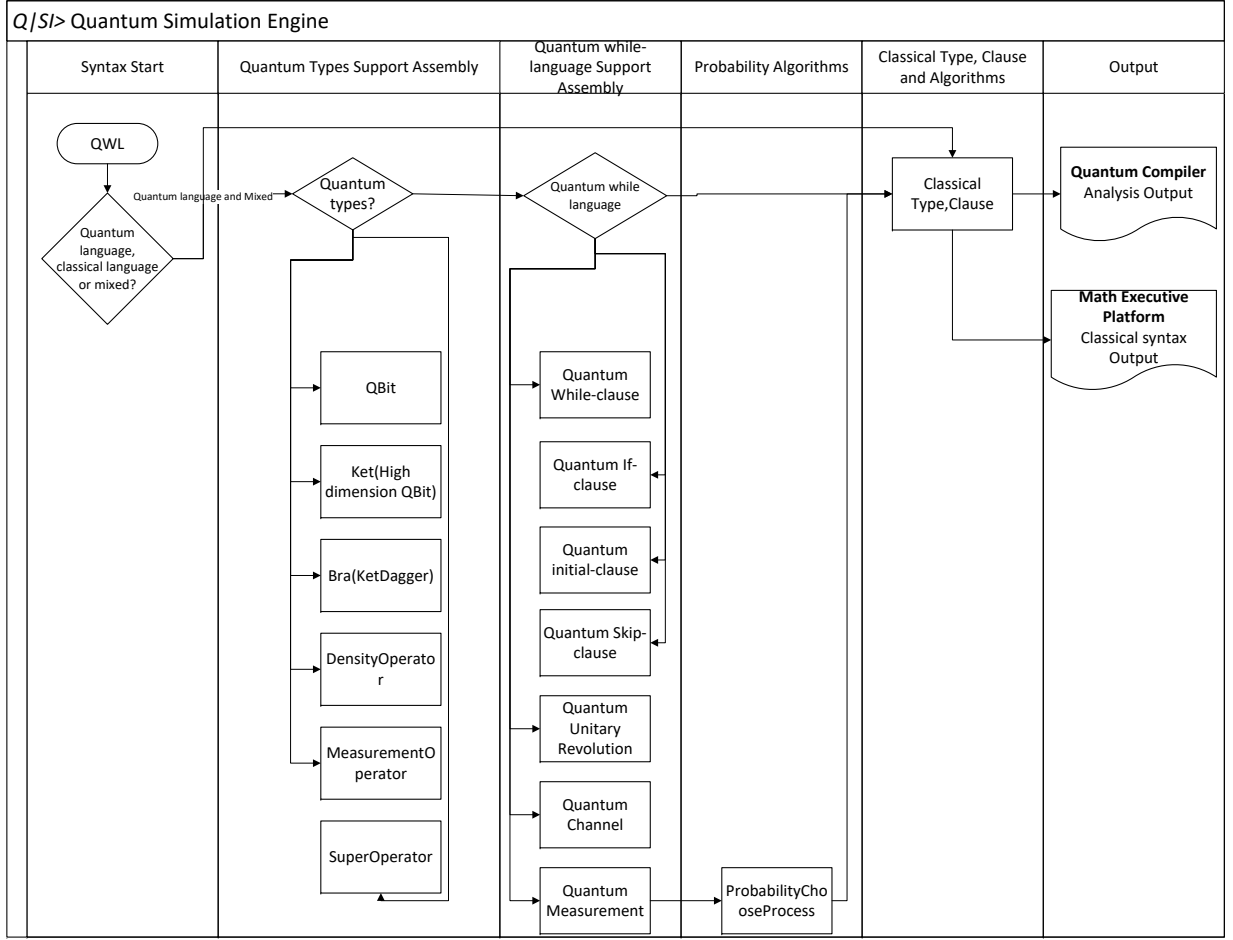 Q|SI> Quantum Simulation Engine
Syntax Start
Quantum Types Support Assembly
Quantum while-
language Support
Assembly
Probability Algorithms
Classical Type, Clause
and Algorithms
Output
QWL
Quantum
language,
classical language
or mixed?
Quantum language and Mixed
Quantum
types?
QBit
Ket(High
dimension QBit)
Bra(KetDagger)
DensityOperato
r
MeasurementO
perator
SuperOperator
Quantum while
language
Quantum
While-clause
Quantum If-
clause
Quantum
initial-clause
Quantum Skip-
clause
Quantum
Unitary
Revolution
Quantum
Channel
Quantum
Measurement
ProbabilityCho
oseProcess
Classical
Type,Clause
Quantum Compiler
Analysis Output
Math Executive
Platform
Classical syntax
Output